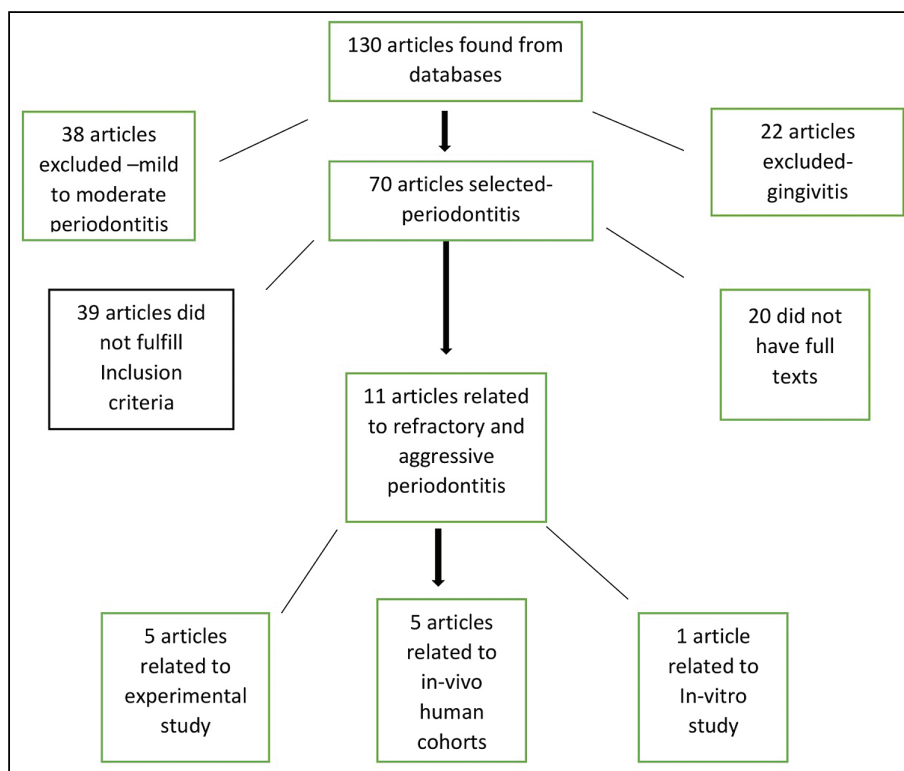 130 articles found from
databases
38 articles
excluded –mild
to moderate
periodontitis
22 articles
excluded-
gingivitis
70 articles selected-
periodontitis
39 articles did
not fulfill
Inclusion
criteria
20 did not
have full
texts
11 articles related
to refractory and
aggressive
periodontitis
5 articles
related to
experimental
study
5 articles
related to
in-vivo
human
cohorts
1 article
related to
In-vitro
study